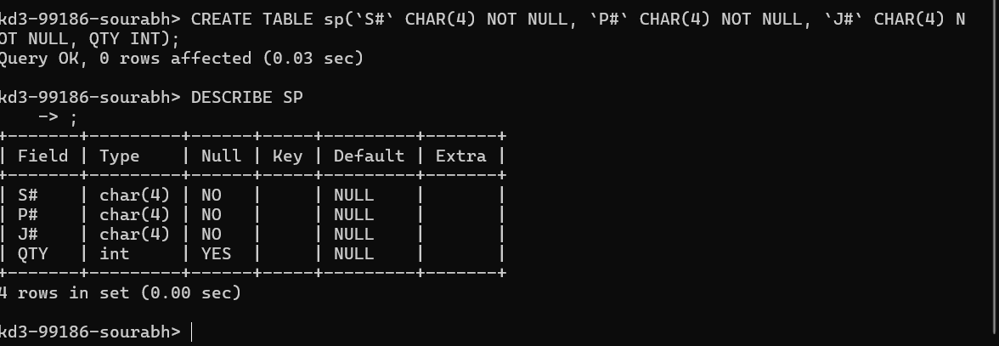 kd3-99186-sourabh> CREATE TABLE sp(`S#` CHAR(4) NOT NULL, `P#` CHAR(4) NOT NULL, `J#` CHAR(4) N
OT NULL, QTY INT);
Query OK, 0 rows affected (0.03 sec)

kd3-99186-sourabh> DESCRIBE SP
    -> ;
+-------+---------+------+-----+---------+-------+
| Field | Type    | Null | Key | Default | Extra |
+-------+---------+------+-----+---------+-------+
| S#    | char(4) | NO   |     | NULL    |       |
| P#    | char(4) | NO   |     | NULL    |       |
| J#    | char(4) | NO   |     | NULL    |       |
| QTY   | int     | YES  |     | NULL    |       |
+-------+---------+------+-----+---------+-------+
4 rows in set (0.00 sec)

kd3-99186-sourabh>